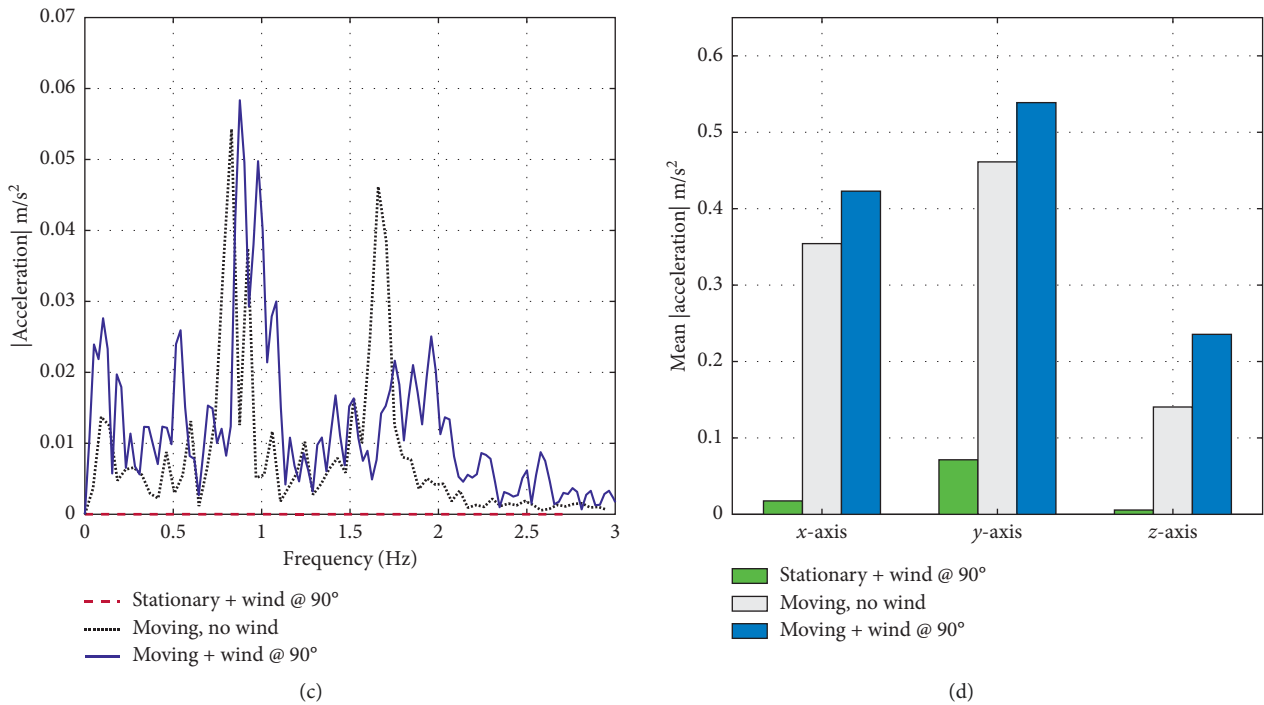 0.07
0.06
0.05
0.04
0.03
0.02
0.01
0
|Acceleration| m/s²
0 0.5 1 1.5 2 2.5 3
Frequency (Hz)
Stationary + wind @ 90°
Moving, no wind
Moving + wind @ 90°
(c)
0.6
0.5
0.4
0.3
0.2
0.1
0
Mean |acceleration| m/s²
x-axis y-axis z-axis
Stationary + wind @ 90°
Moving, no wind
Moving + wind @ 90°
(d)